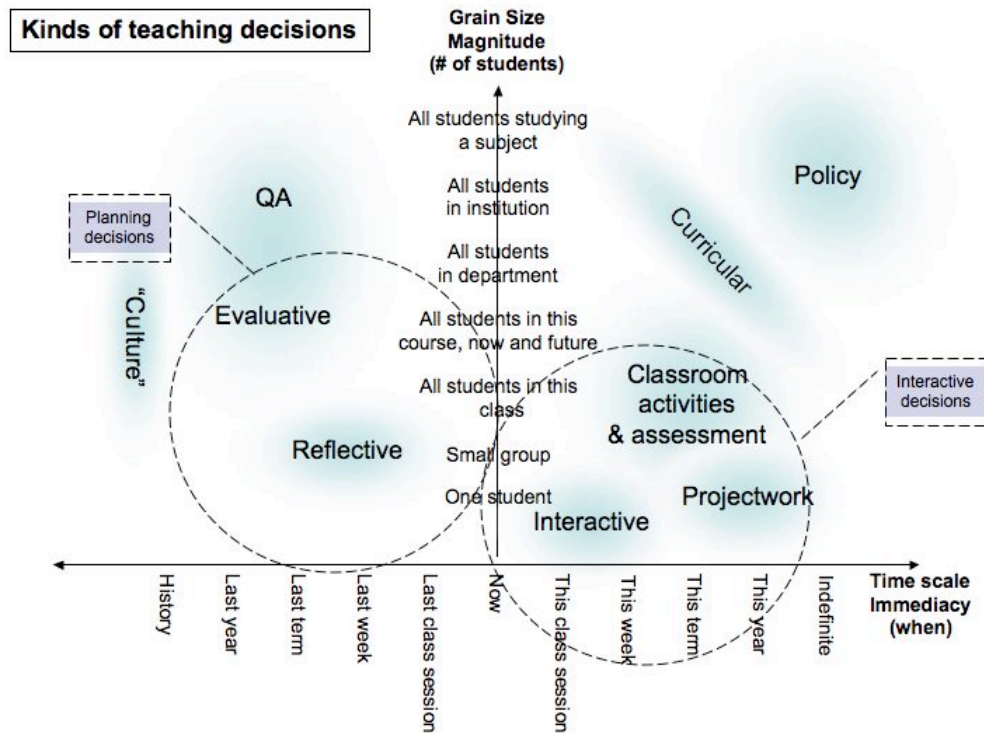 Kinds of teaching decisions
Grain Size
Magnitude
(# of students)
All students studying
a subject
All students
in institution
All students
in department
All students in this
course, now and future
All students in this
class
Small group
One student
QA
Planning
decisions
"Culture"
Evaluative
Reflective
Policy
Curricular
Classroom
activities
& assessment
Interactive
decisions
Projectwork
Interactive
History
Last year
Last term
Last week
Last class session
Now
This class session
This week
This term
This year
Indefinite
Time scale
Immediacy
(when)